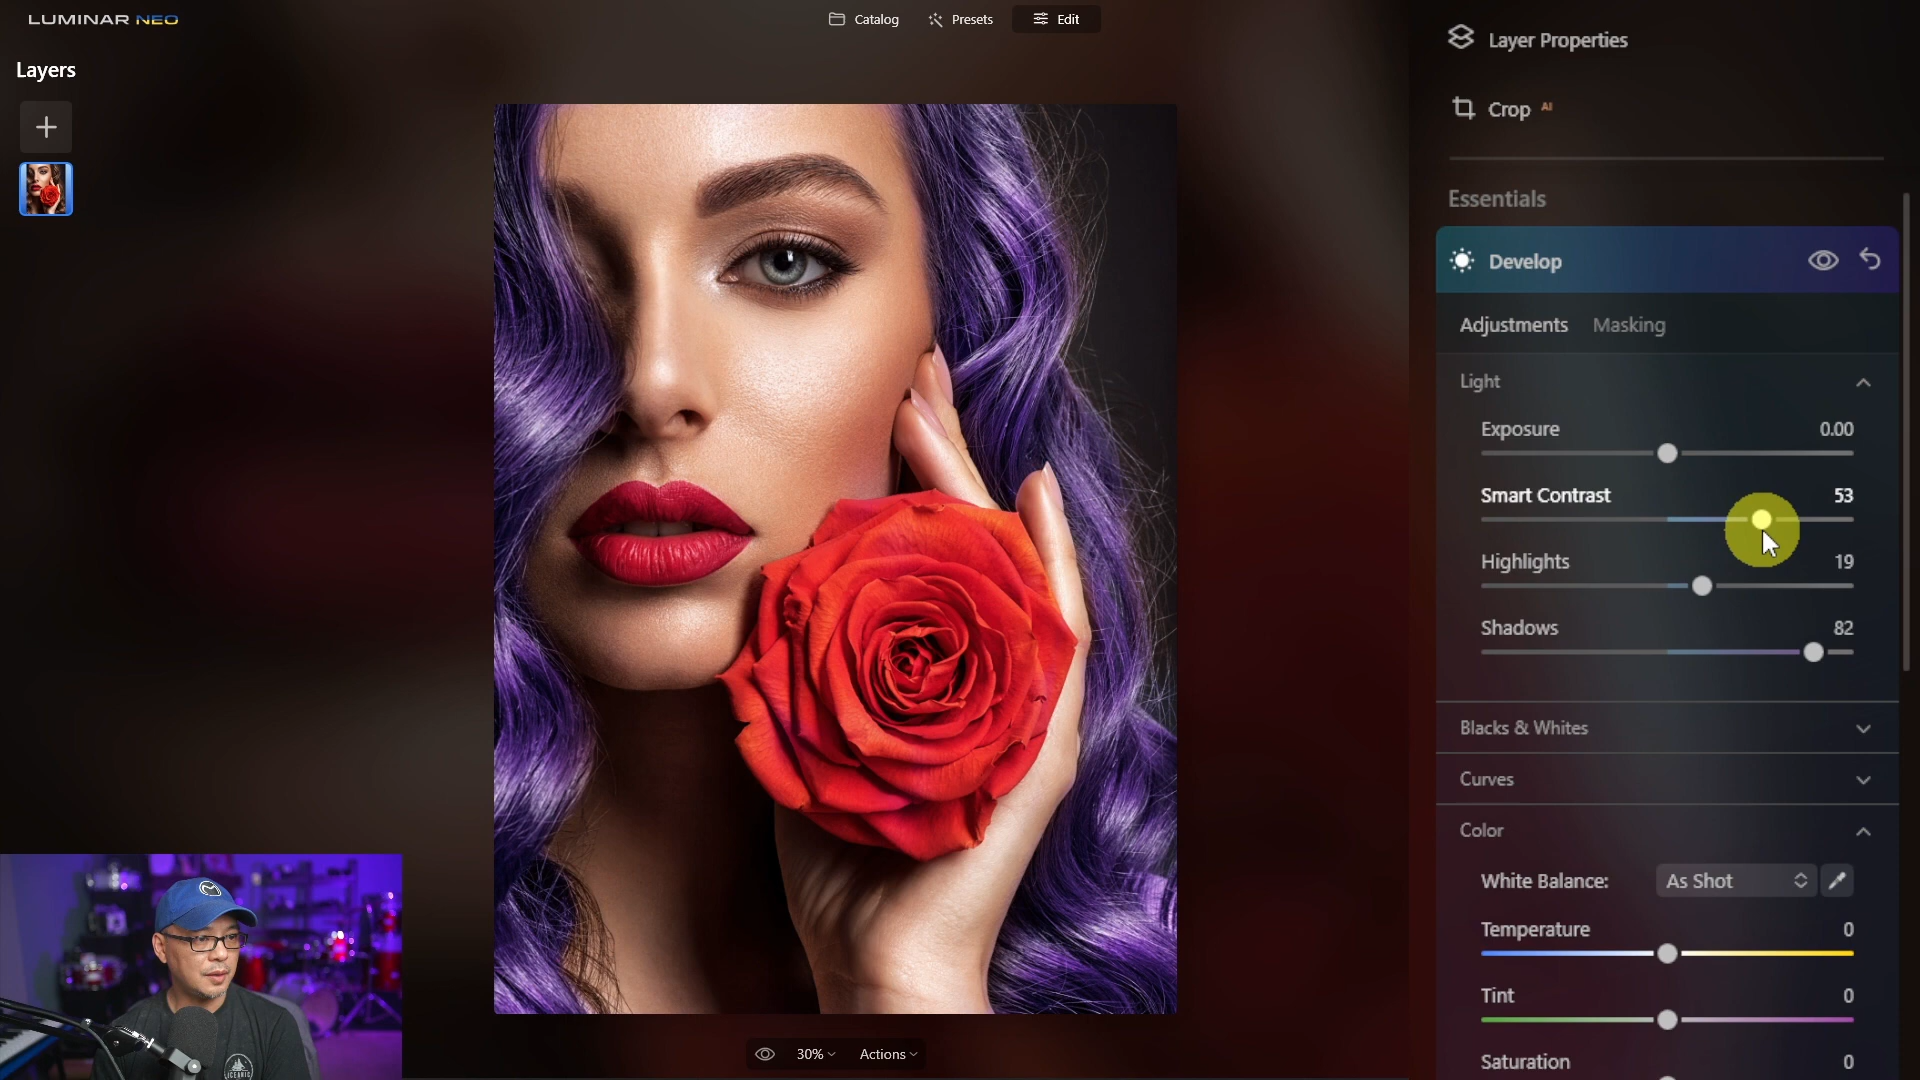 LUMINAR NEO
Catalog
Presets
Edit
Layers
Layer Properties
Crop AI
Essentials
Develop
Adjustments Masking
Light
Exposure 0.00
Smart Contrast 53
Highlights 19
Shadows 82
Blacks & Whites
Curves
Color
White Balance: As Shot
Temperature 0
Tint 0
Saturation 0
30%
Actions